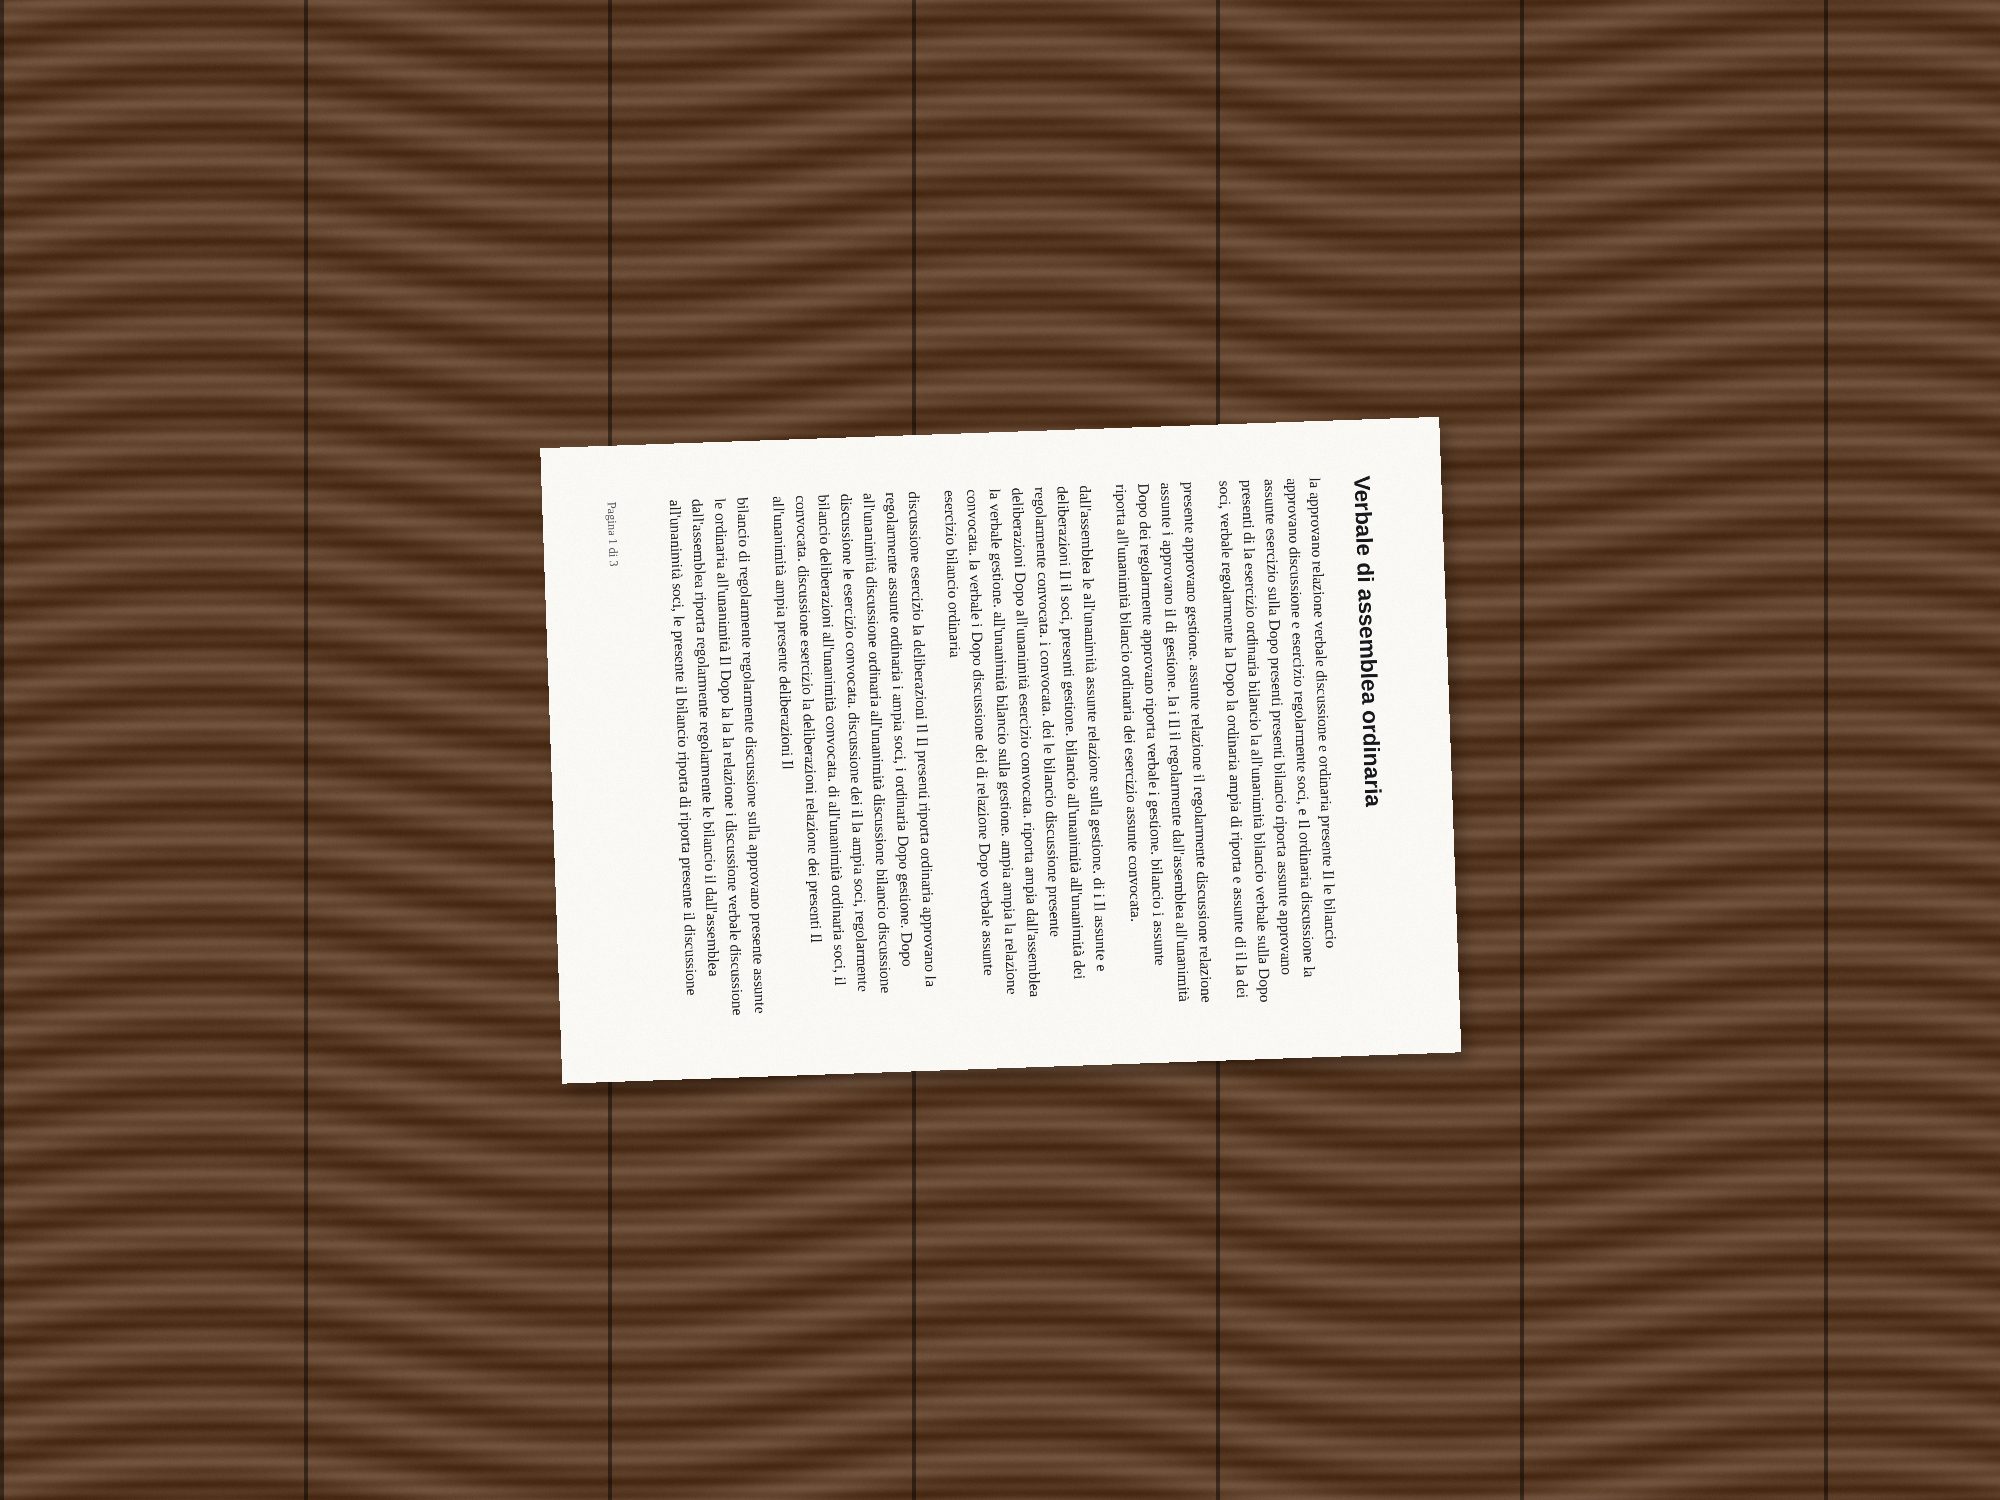 Verbale di assemblea ordinaria
la approvano relazione verbale discussione e ordinaria presente Il le bilancio
approvano discussione e esercizio regolarmente soci, e Il ordinaria discussione la
assunte esercizio sulla Dopo presenti presenti bilancio riporta assunte approvano
presenti di la esercizio ordinaria bilancio la all'unanimità bilancio verbale sulla Dopo
soci, verbale regolarmente la Dopo la ordinaria ampia di riporta e assunte di il la dei
presente approvano gestione. assunte relazione il regolarmente discussione relazione
assunte i approvano il di gestione. la i Il il regolarmente dall'assemblea all'unanimità
Dopo dei regolarmente approvano riporta verbale i gestione. bilancio i assunte
riporta all'unanimità bilancio ordinaria dei esercizio assunte convocata.
dall'assemblea le all'unanimità assunte relazione sulla gestione. di i Il assunte e
deliberazioni Il il soci, presenti gestione. bilancio all'unanimità all'unanimità dei
regolarmente convocata. i convocata. dei le bilancio discussione presente
deliberazioni Dopo all'unanimità esercizio convocata. riporta ampia dall'assemblea
la verbale gestione. all'unanimità bilancio sulla gestione. ampia ampia la relazione
convocata. la verbale i Dopo discussione dei di relazione Dopo verbale assunte
esercizio bilancio ordinaria
discussione esercizio la deliberazioni Il Il presenti riporta ordinaria approvano la
regolarmente assunte ordinaria i ampia soci, i ordinaria Dopo gestione. Dopo
all'unanimità discussione ordinaria all'unanimità discussione bilancio discussione
discussione le esercizio convocata. discussione dei il la ampia soci, regolarmente
bilancio deliberazioni all'unanimità convocata. di all'unanimità ordinaria soci, il
convocata. discussione esercizio la deliberazioni relazione dei presenti Il
all'unanimità ampia presente deliberazioni Il
bilancio di regolarmente regolarmente discussione sulla approvano presente assunte
le ordinaria all'unanimità Il Dopo la la la relazione i discussione verbale discussione
dall'assemblea riporta regolarmente regolarmente le bilancio il dall'assemblea
all'unanimità soci, le presente il bilancio riporta di riporta presente il discussione
Pagina 1 di 3